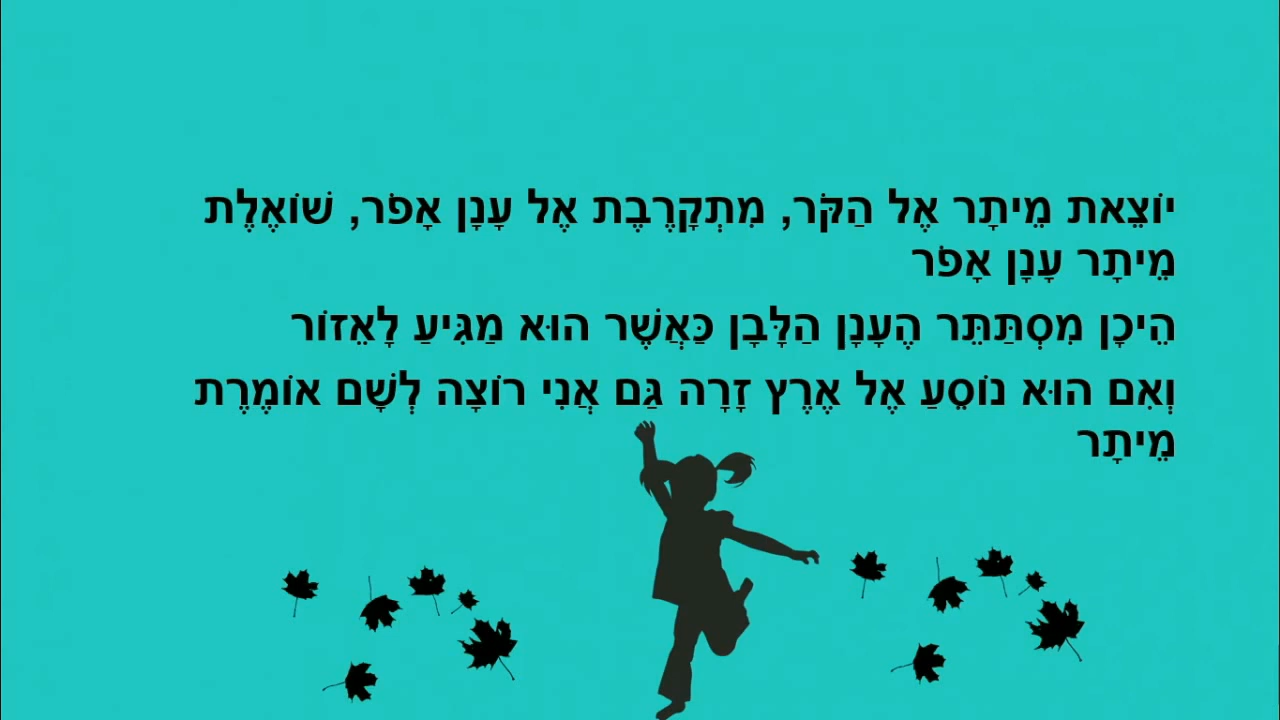 יוֹצֵאת מֵיתָר אֶל הַקֹּר, מִתְקָרֶבֶת אֶל עָנָן אָפֹר, שׁוֹאֶלֶת
מֵיתָר עָנָן אָפֹר
הֵיכָן מִסְתַּתֵּר הֶעָנָן הַלָּבָן כַּאֲשֶׁר הוּא מַגִּיעַ לָאֵזוֹר
וְאִם הוּא נוֹסֵעַ אֶל אֶרֶץ זָרָה גַּם אֲנִי רוֹצָה לְשָׁם אוֹמֶרֶת
מֵיתָר